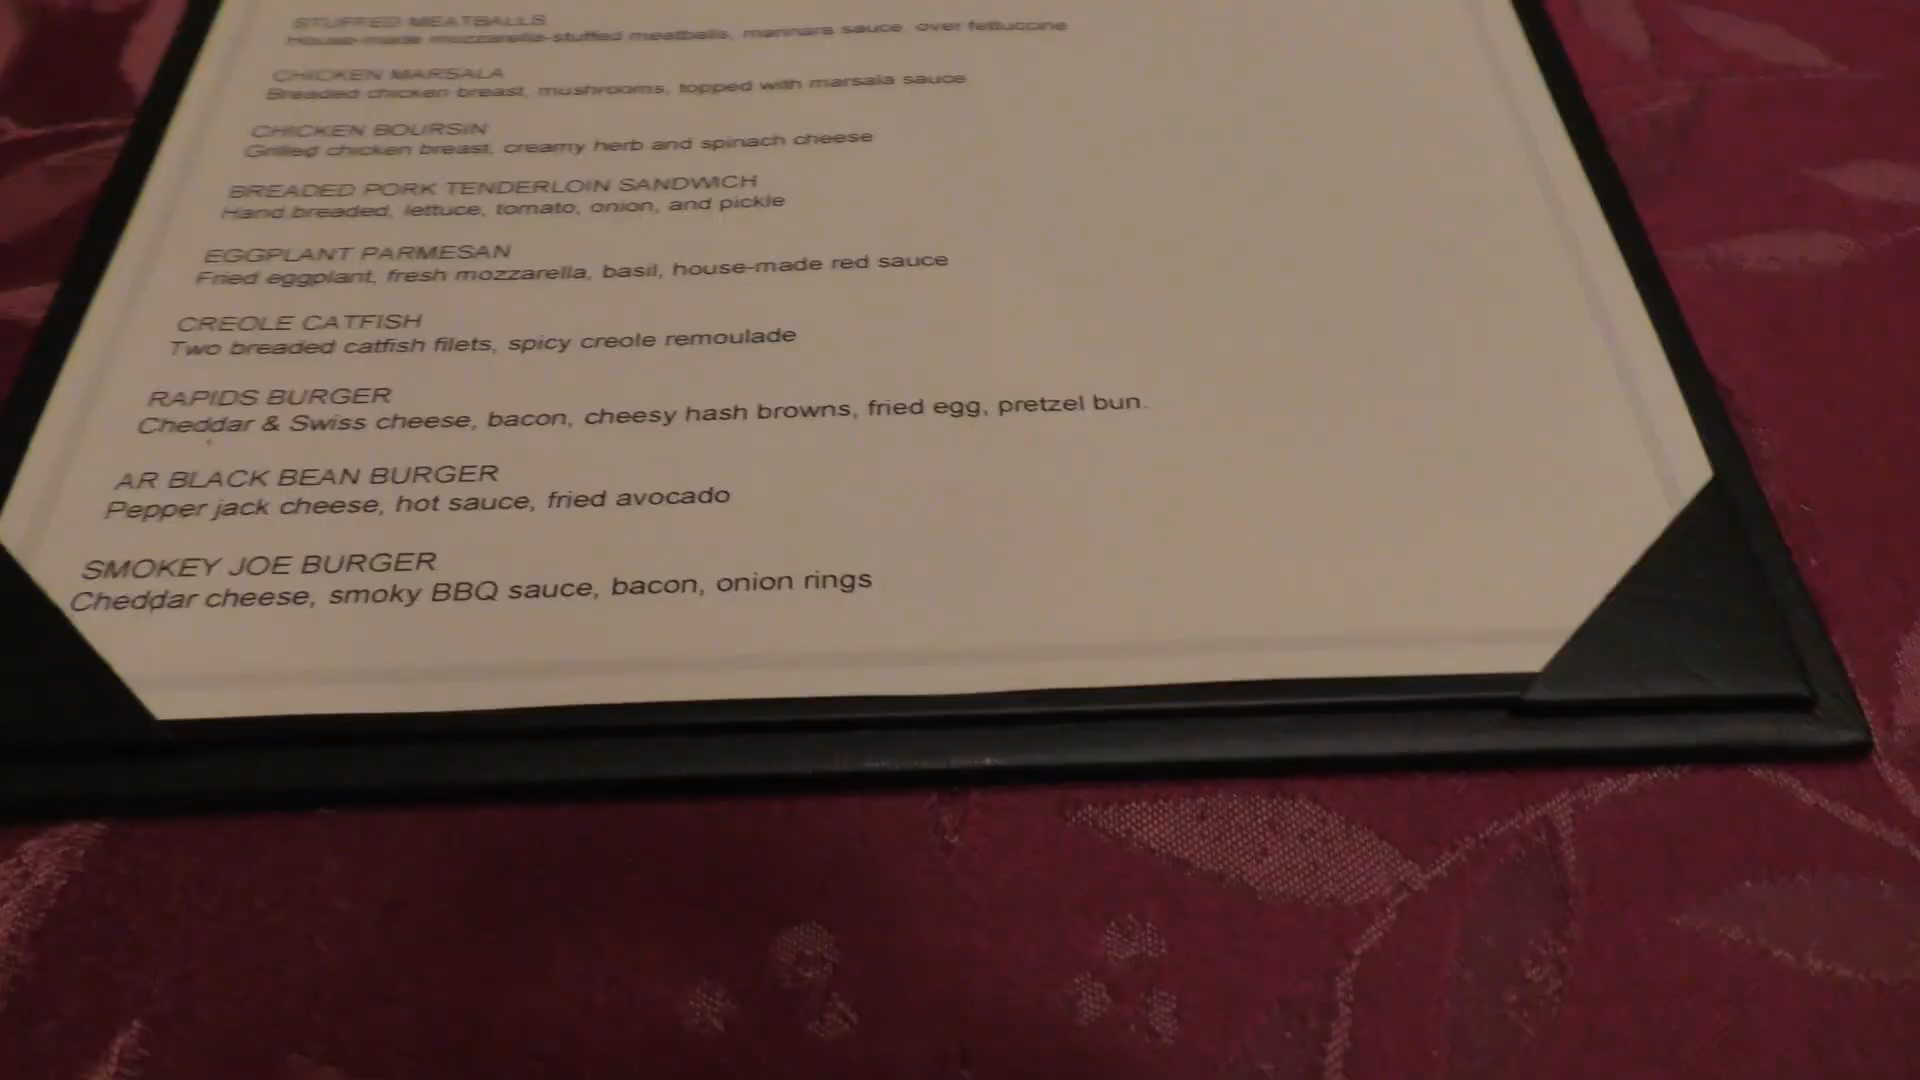 STUFFED MEATBALLS
House-made mozzarella-stuffed meatballs, marinara sauce, over fettuccine
CHICKEN MARSALA
Breaded chicken breast, mushrooms, topped with marsala sauce
CHICKEN BOURSIN
Grilled chicken breast, creamy herb and spinach cheese
BREADED PORK TENDERLOIN SANDWICH
Hand breaded, lettuce, tomato, onion, and pickle
EGGPLANT PARMESAN
Fried eggplant, fresh mozzarella, basil, house-made red sauce
CREOLE CATFISH
Two breaded catfish filets, spicy creole remoulade
RAPIDS BURGER
Cheddar & Swiss cheese, bacon, cheesy hash browns, fried egg, pretzel bun.
AR BLACK BEAN BURGER
Pepper jack cheese, hot sauce, fried avocado
SMOKEY JOE BURGER
Cheddar cheese, smoky BBQ sauce, bacon, onion rings